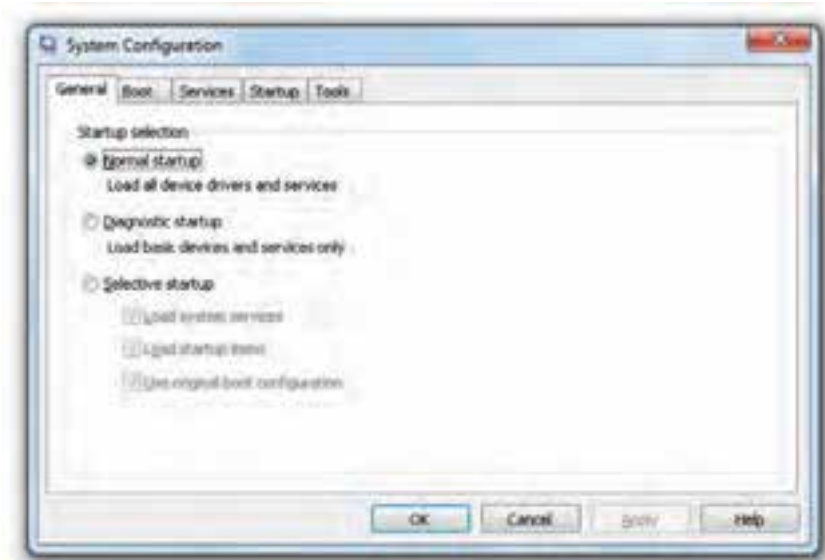 System Configuration
General Boot Services Startup Tools
Startup selection
Normal startup
Load all device drivers and services
Diagnostic startup
Load basic devices and services only
Selective startup
Load system services
Load startup items
Use original boot configuration
OK Cancel Apply Help